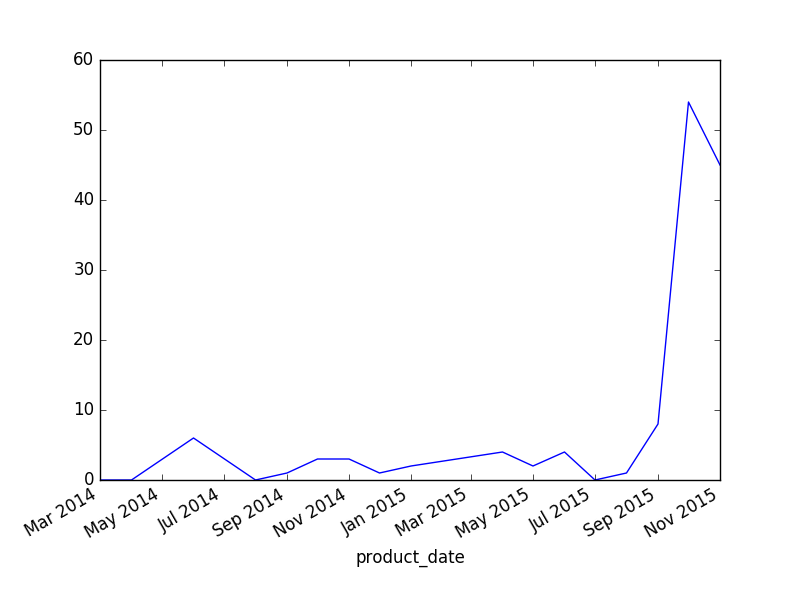 60
50
40
30
20
10
0
Mar 2014
May 2014
Jul 2014
Sep 2014
Nov 2014
Jan 2015
Mar 2015
May 2015
Jul 2015
Sep 2015
Nov 2015
product_date